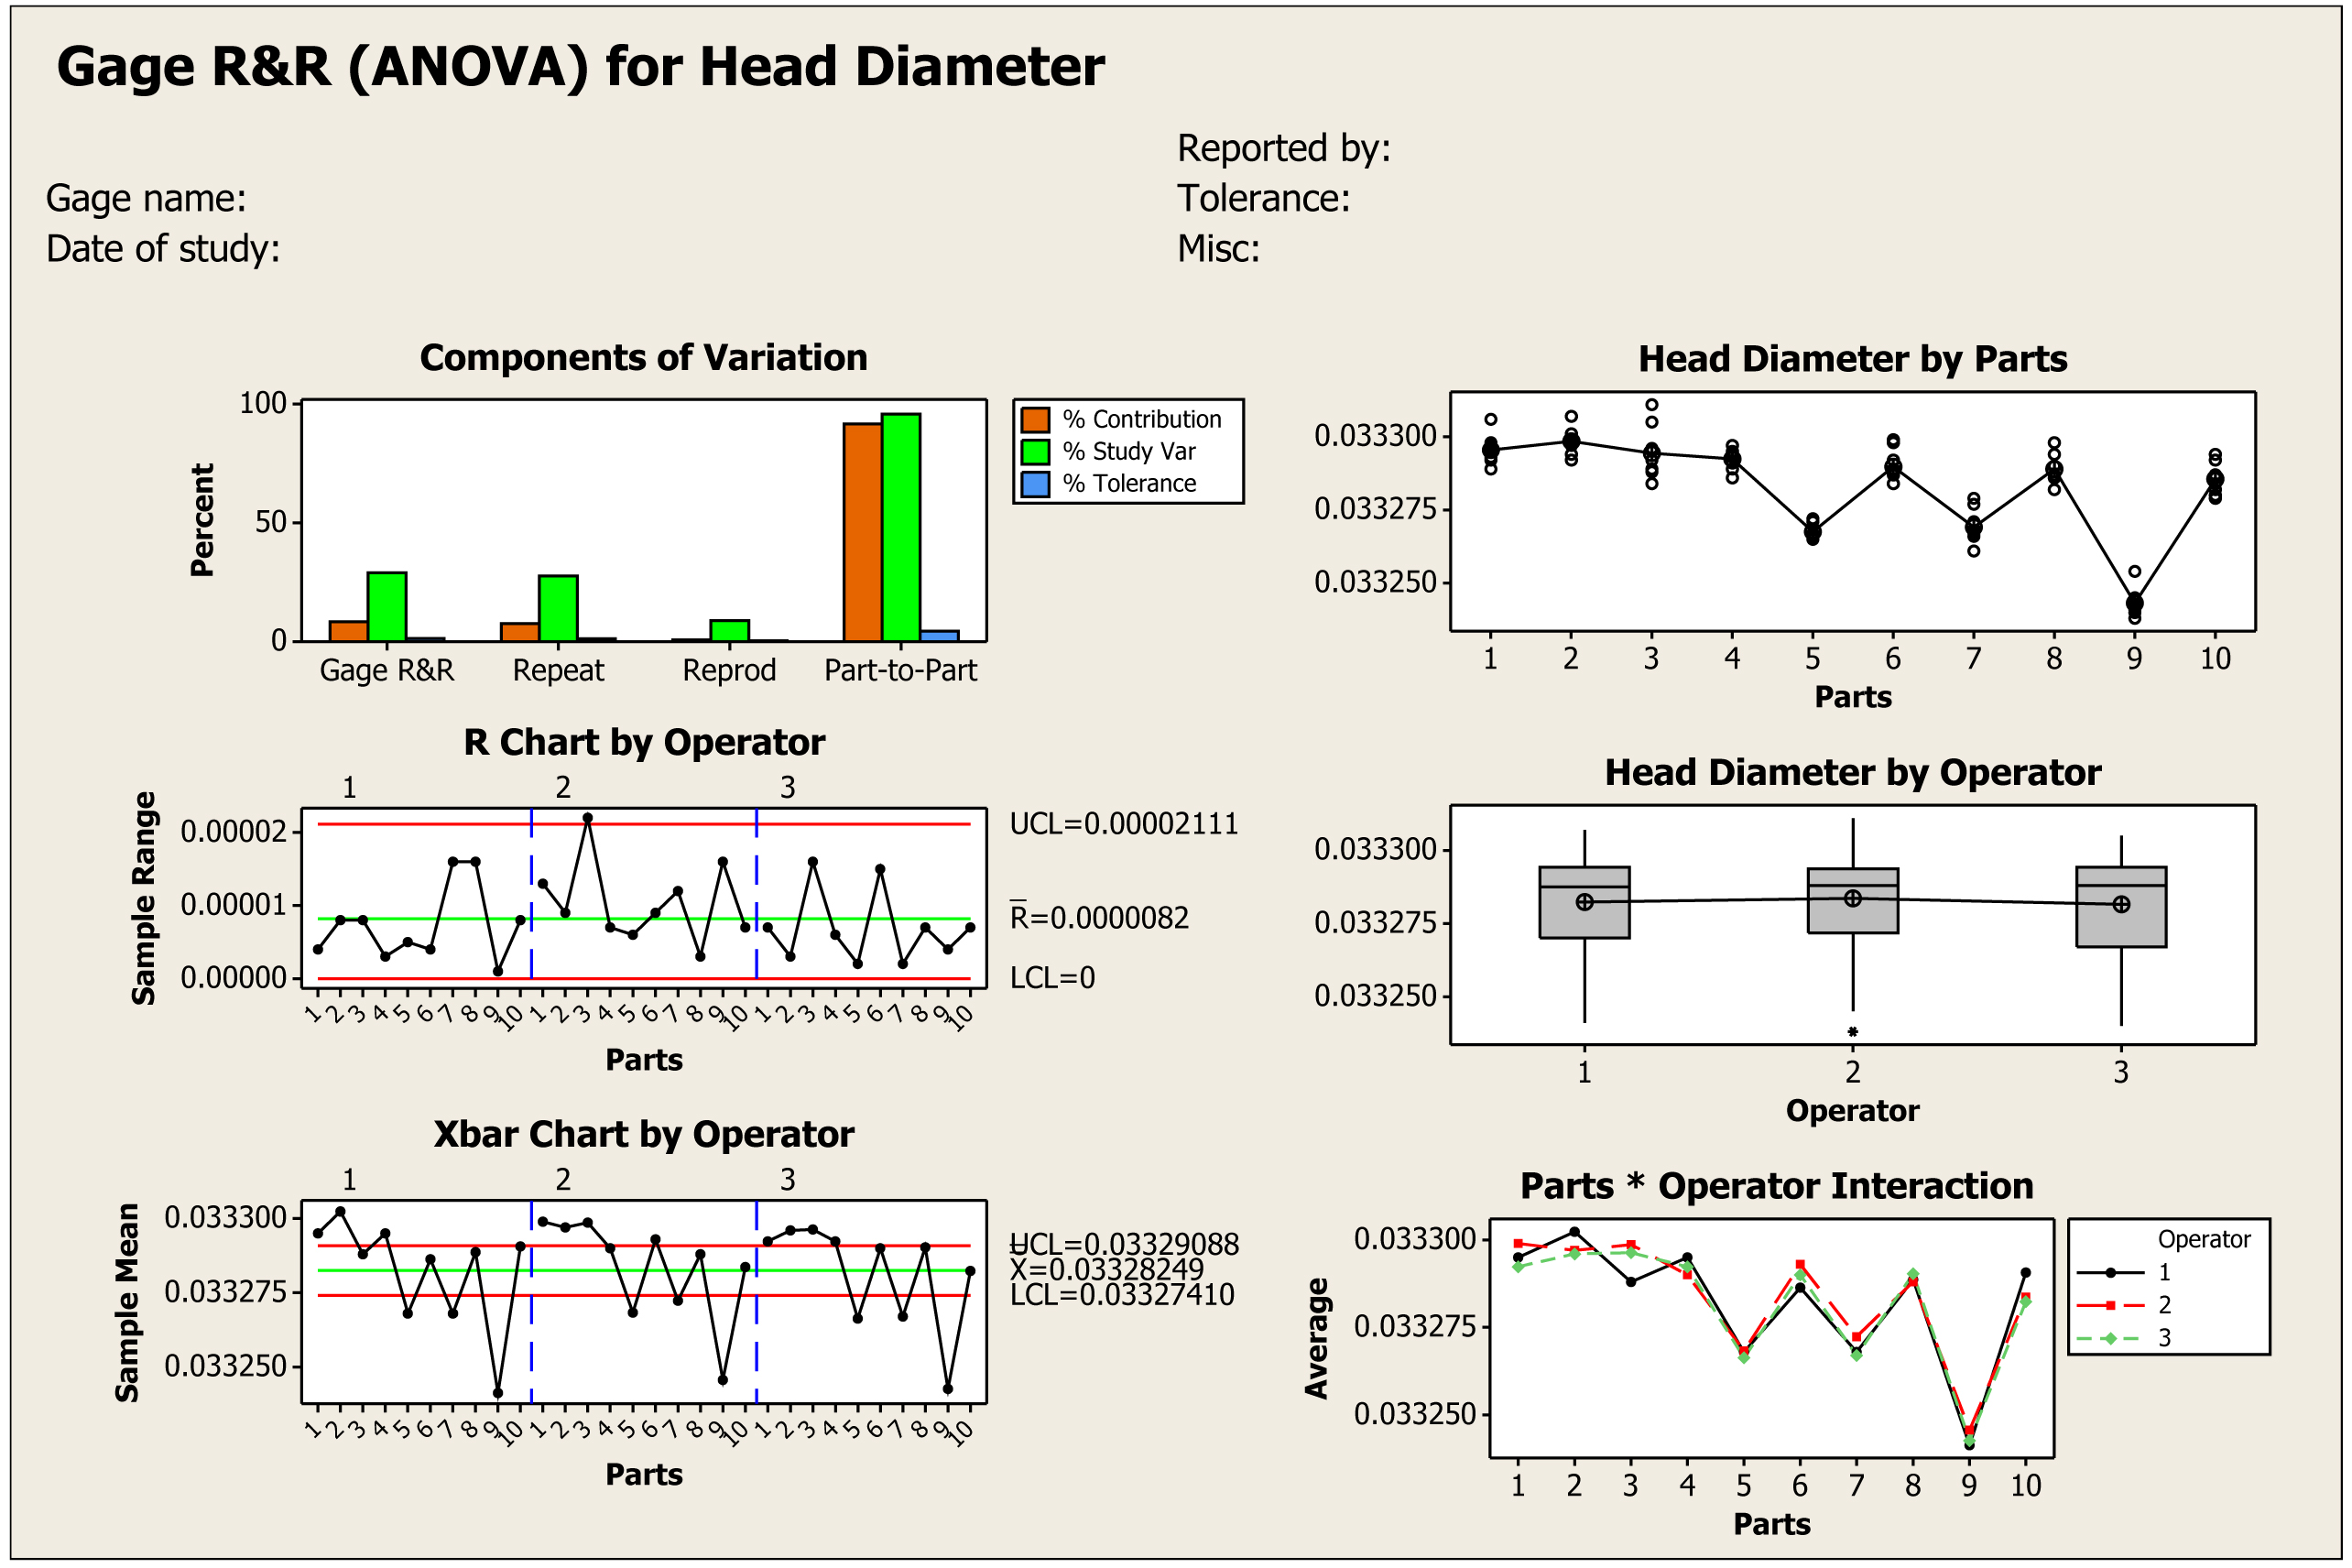 Gage R&R (ANOVA) for Head Diameter
Reported by:
Gage name:
Tolerance:
Date of study:
Misc:
Components of Variation
100
50
0
Percent
Gage R&R Repeat Reprod Part-to-Part
% Contribution
% Study Var
% Tolerance
R Chart by Operator
1 2 3
0.00002
0.00001
0.00000
Sample Range
UCL=0.00002111
R=0.0000082
LCL=0
1 2 3 4 5 6 7 8 9 10 1 2 3 4 5 6 7 8 9 10 1 2 3 4 5 6 7 8 9 10
Parts
Xbar Chart by Operator
1 2 3
0.033300
0.033275
0.033250
Sample Mean
UCL=0.03329088
X=0.03328249
LCL=0.03327410
1 2 3 4 5 6 7 8 9 10 1 2 3 4 5 6 7 8 9 10 1 2 3 4 5 6 7 8 9 10
Parts
Head Diameter by Parts
0.033300
0.033275
0.033250
1 2 3 4 5 6 7 8 9 10
Parts
Head Diameter by Operator
0.033300
0.033275
0.033250
1 2 3
Operator
Parts * Operator Interaction
0.033300
0.033275
0.033250
Average
1 2 3 4 5 6 7 8 9 10
Parts
Operator
1
2
3